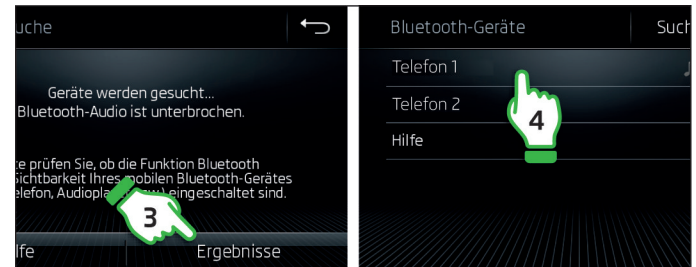 uche
Geräte werden gesucht...
Bluetooth-Audio ist unterbrochen.
te prüfen Sie, ob die Funktion Bluetooth
Sichtbarkeit Ihres mobilen Bluetooth-Gerätes
elefon, eingeschaltet sind.
3
lfe
Ergebnisse
Bluetooth-Geräte
Such
Telefon 1
Telefon 2
4
Hilfe